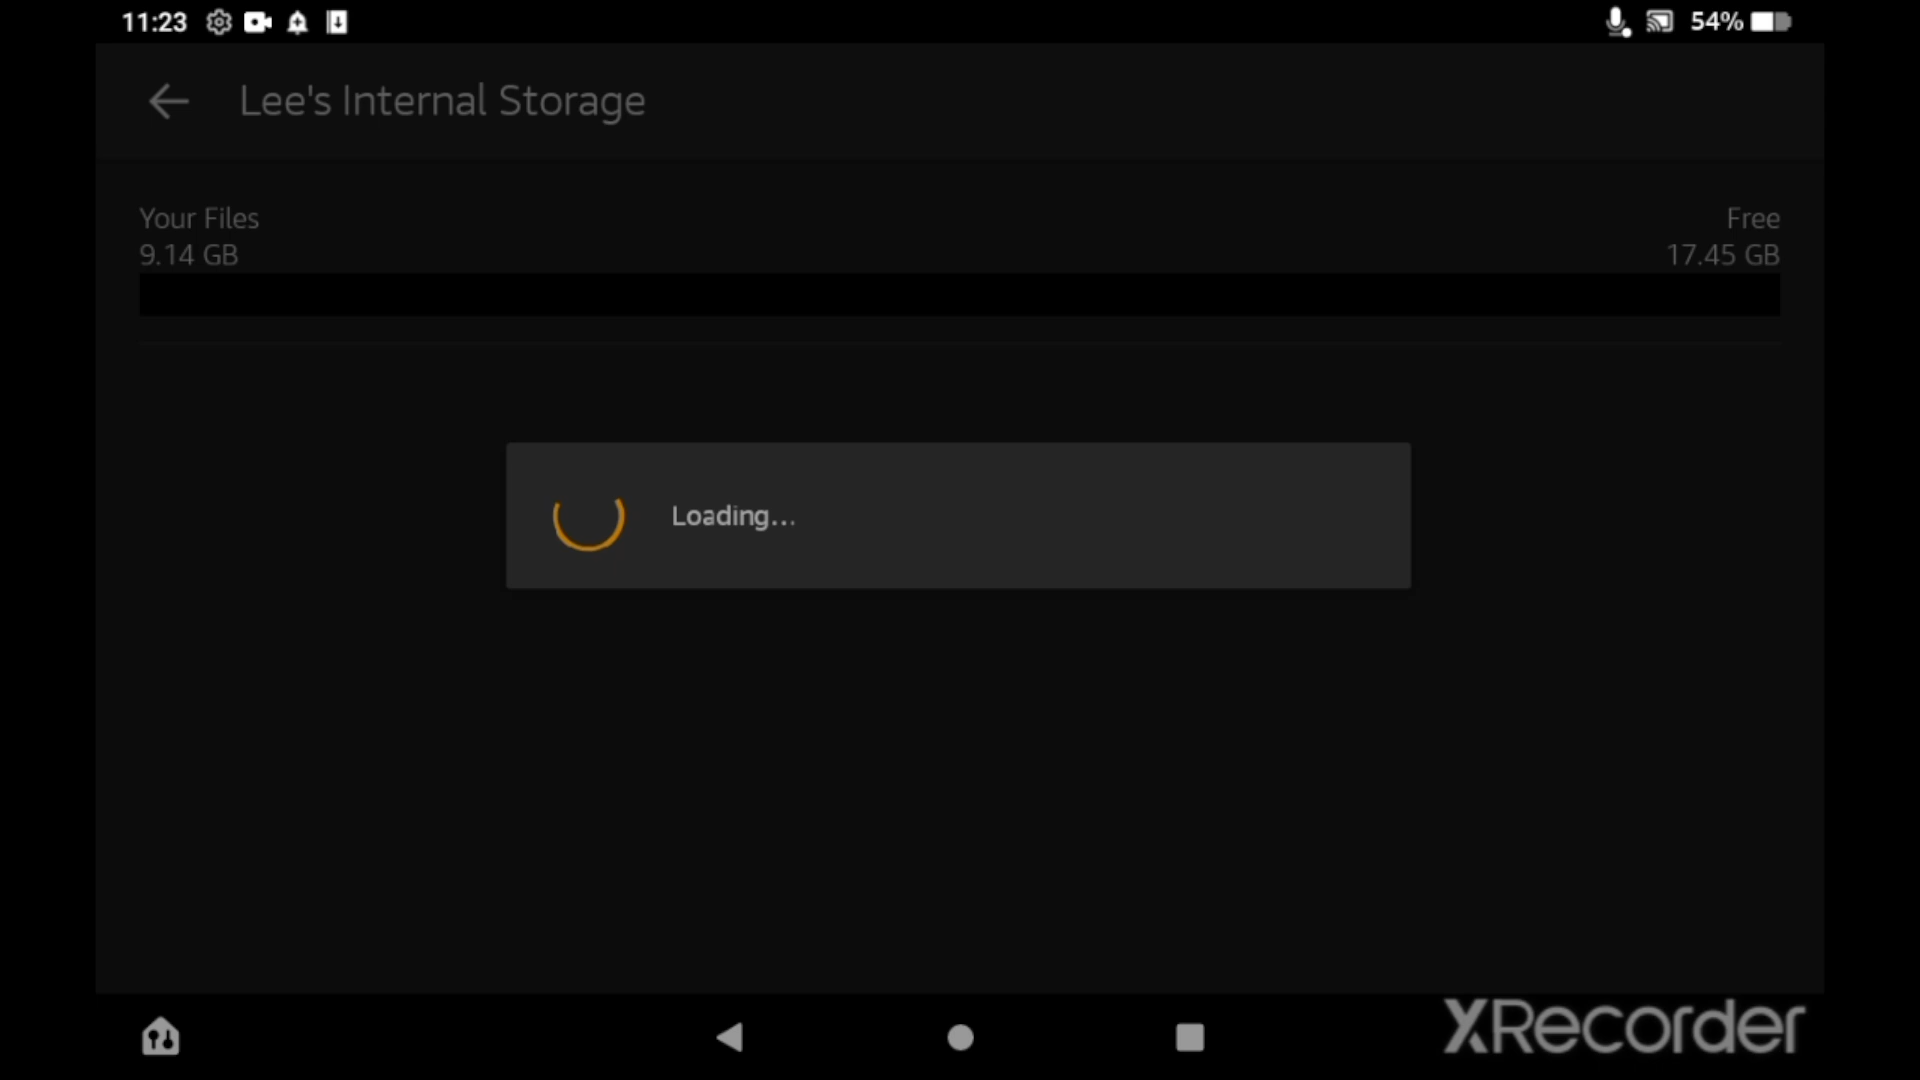 11:23
54%
Lee's Internal Storage
Your Files
Free
9.14 GB
17.45 GB
Loading...
XRecorder